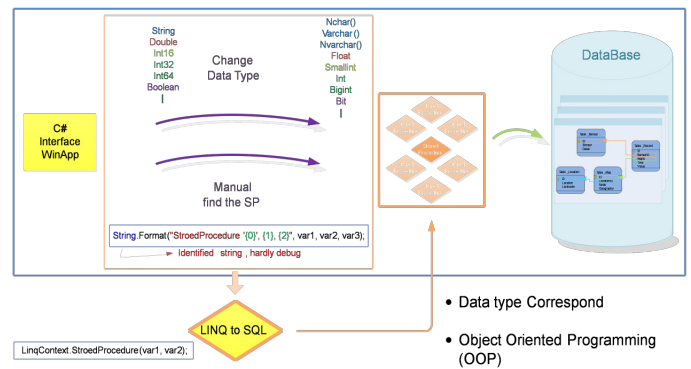 String
Double
Int16
Int32
Int64
Boolean
Change
Data Type
Nchar()
Varchar ()
Nvarchar()
Float
Smallint
Int
Bigint
Bit
C#
Interface
WinApp
Manual
find the SP
String.Format("StroedProcedure '{0}', {1}, {2}", var1, var2, var3);
Identified string , hardly debug
Stored
Procedure
DataBase
LINQ to SQL
LinqContext.StroedProcedure(var1, var2);
• Data type Correspond
• Object Oriented Programming
(OOP)